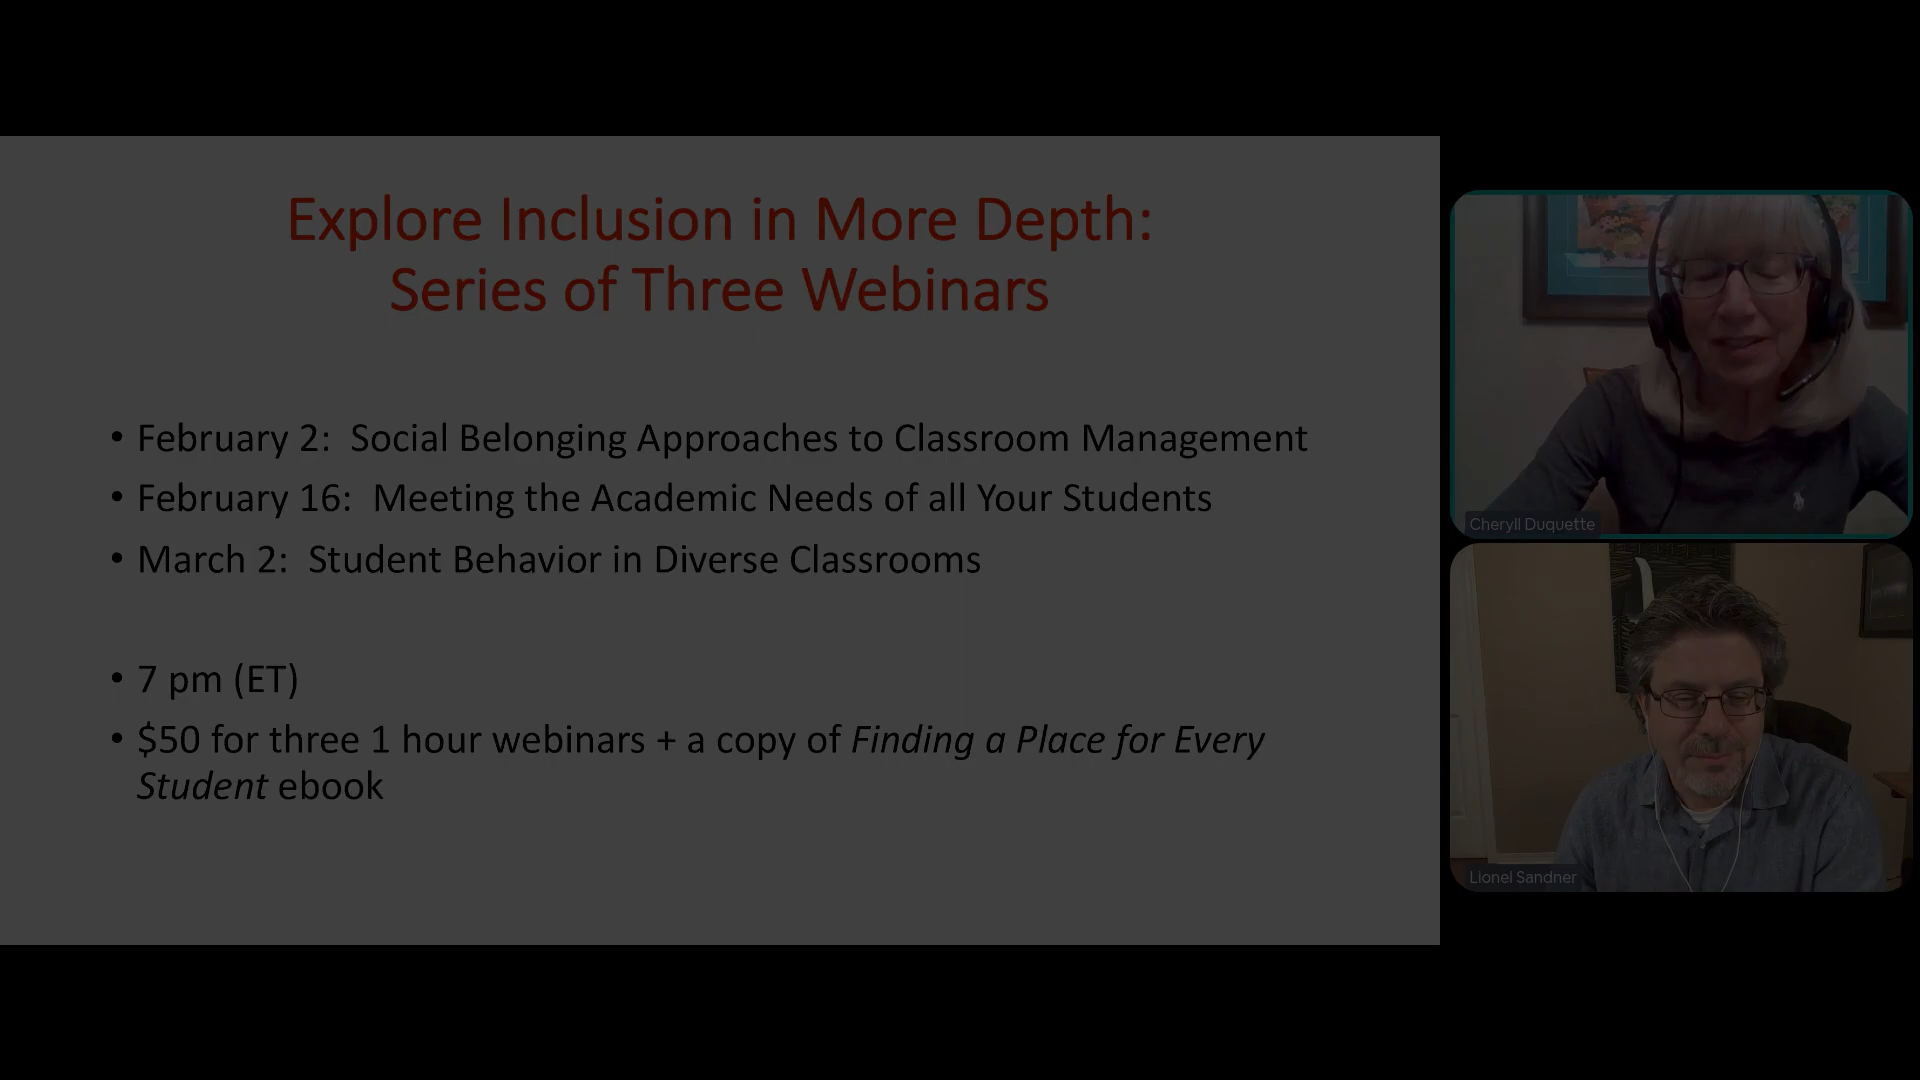 Explore Inclusion in More Depth:
Series of Three Webinars
• February 2:  Social Belonging Approaches to Classroom Management
• February 16:  Meeting the Academic Needs of all Your Students
• March 2:  Student Behavior in Diverse Classrooms
• 7 pm (ET)
• $50 for three 1 hour webinars + a copy of Finding a Place for Every
Student ebook
Cheryll Duquette
Lionel Sandner